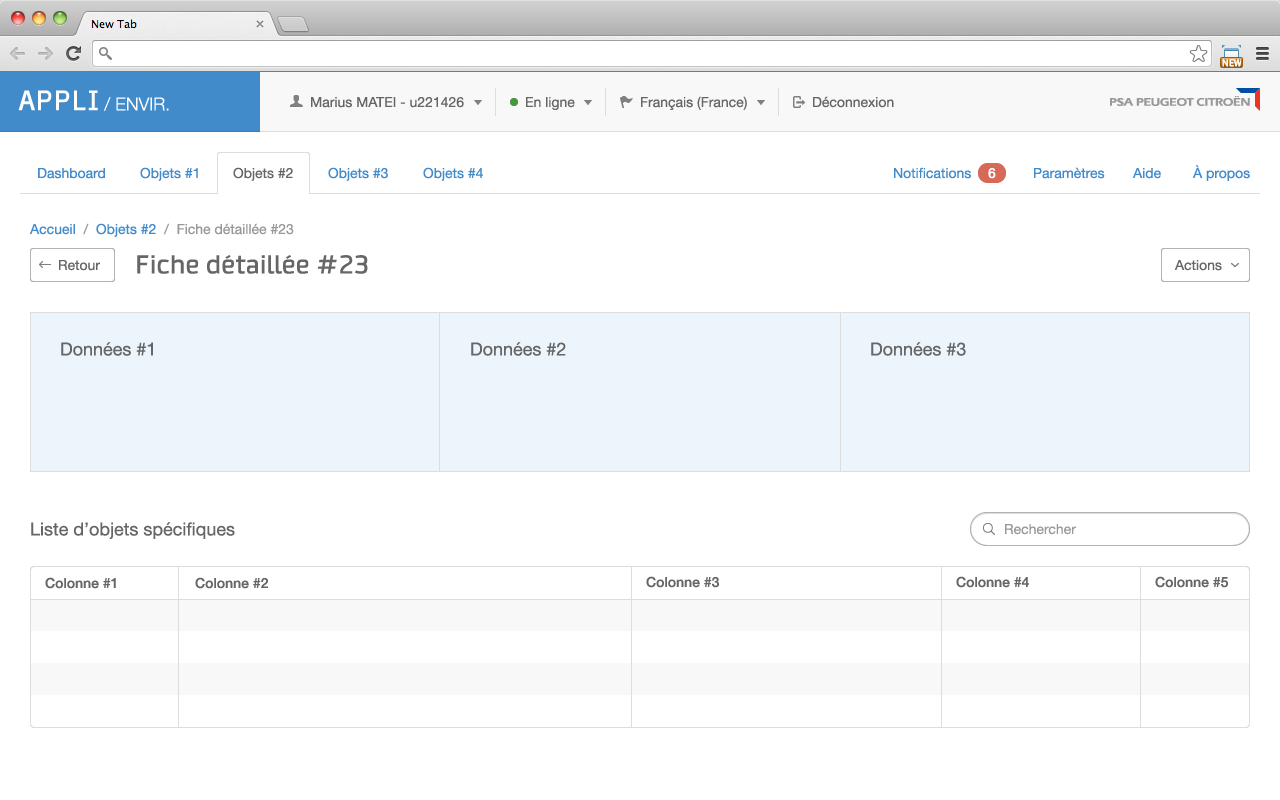 New Tab
NEW
APPLI / ENVIR.
Marius MATEI - u221426
En ligne
Français (France)
Déconnexion
PSA PEUGEOT CITROËN
Dashboard
Objets #1
Objets #2
Objets #3
Objets #4
Notifications 6
Paramètres
Aide
À propos
Accueil / Objets #2 / Fiche détaillée #23
← Retour
Fiche détaillée #23
Actions
Données #1
Données #2
Données #3
Liste d’objets spécifiques
Rechercher
Colonne #1
Colonne #2
Colonne #3
Colonne #4
Colonne #5